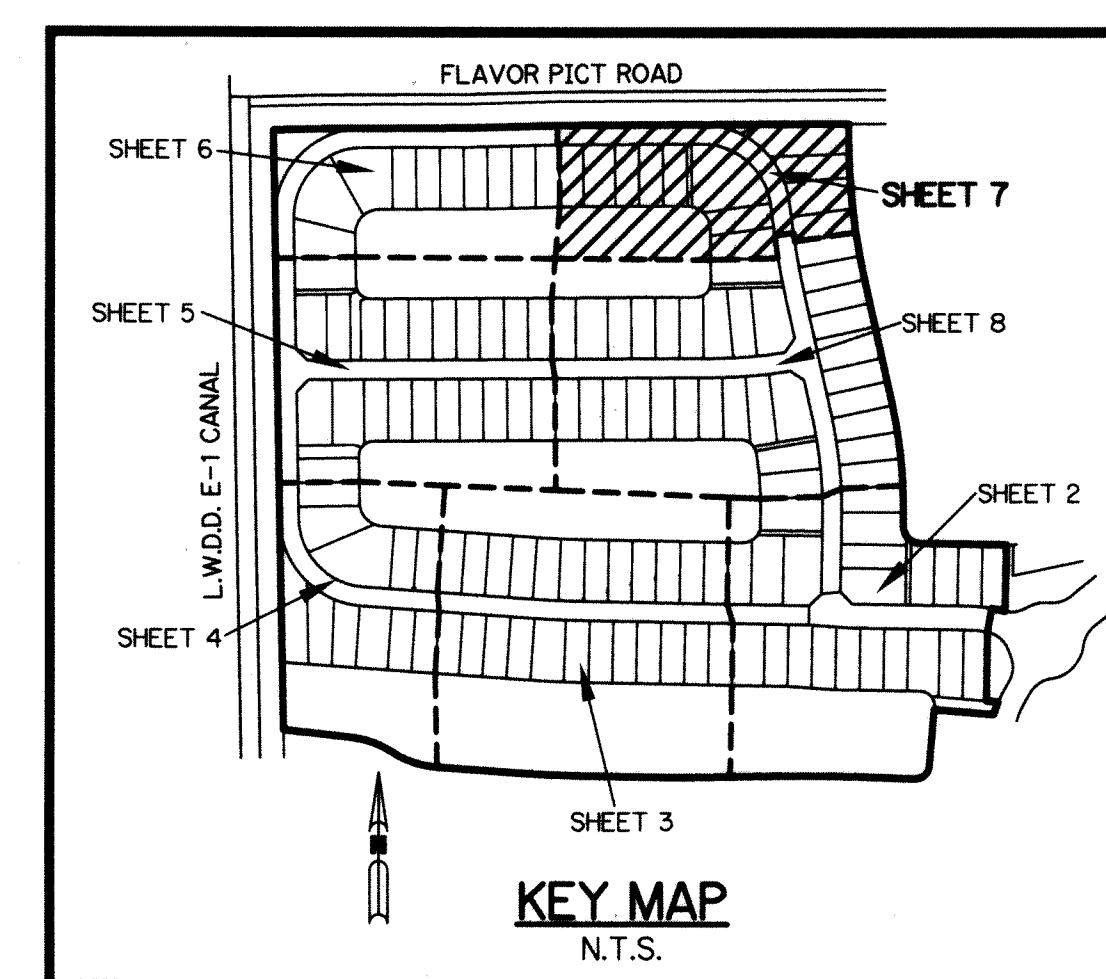 FLAVOR PICT ROAD
SHEET 6
SHEET 7
SHEET 5
SHEET 8
L.W.D.D. E-1 CANAL
SHEET 2
SHEET 4
SHEET 3
KEY MAP
N.T.S.